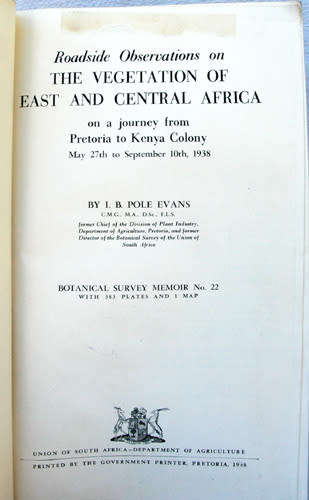 Roadside Observations on
THE VEGETATION OF
EAST AND CENTRAL AFRICA
on a journey from
Pretoria to Kenya Colony
May 27th to September 10th, 1938
BY I. B. POLE EVANS
C.M.G., M.A., D.Sc., F.L.S.
former Chief of the Division of Plant Industry,
Department of Agriculture, Pretoria, and former
Director of the Botanical Survey of the Union of
South Africa
BOTANICAL SURVEY MEMOIR No. 22
WITH 383 PLATES AND 1 MAP
UNION OF SOUTH AFRICA—DEPARTMENT OF AGRICULTURE
PRINTED BY THE GOVERNMENT PRINTER, PRETORIA, 1948